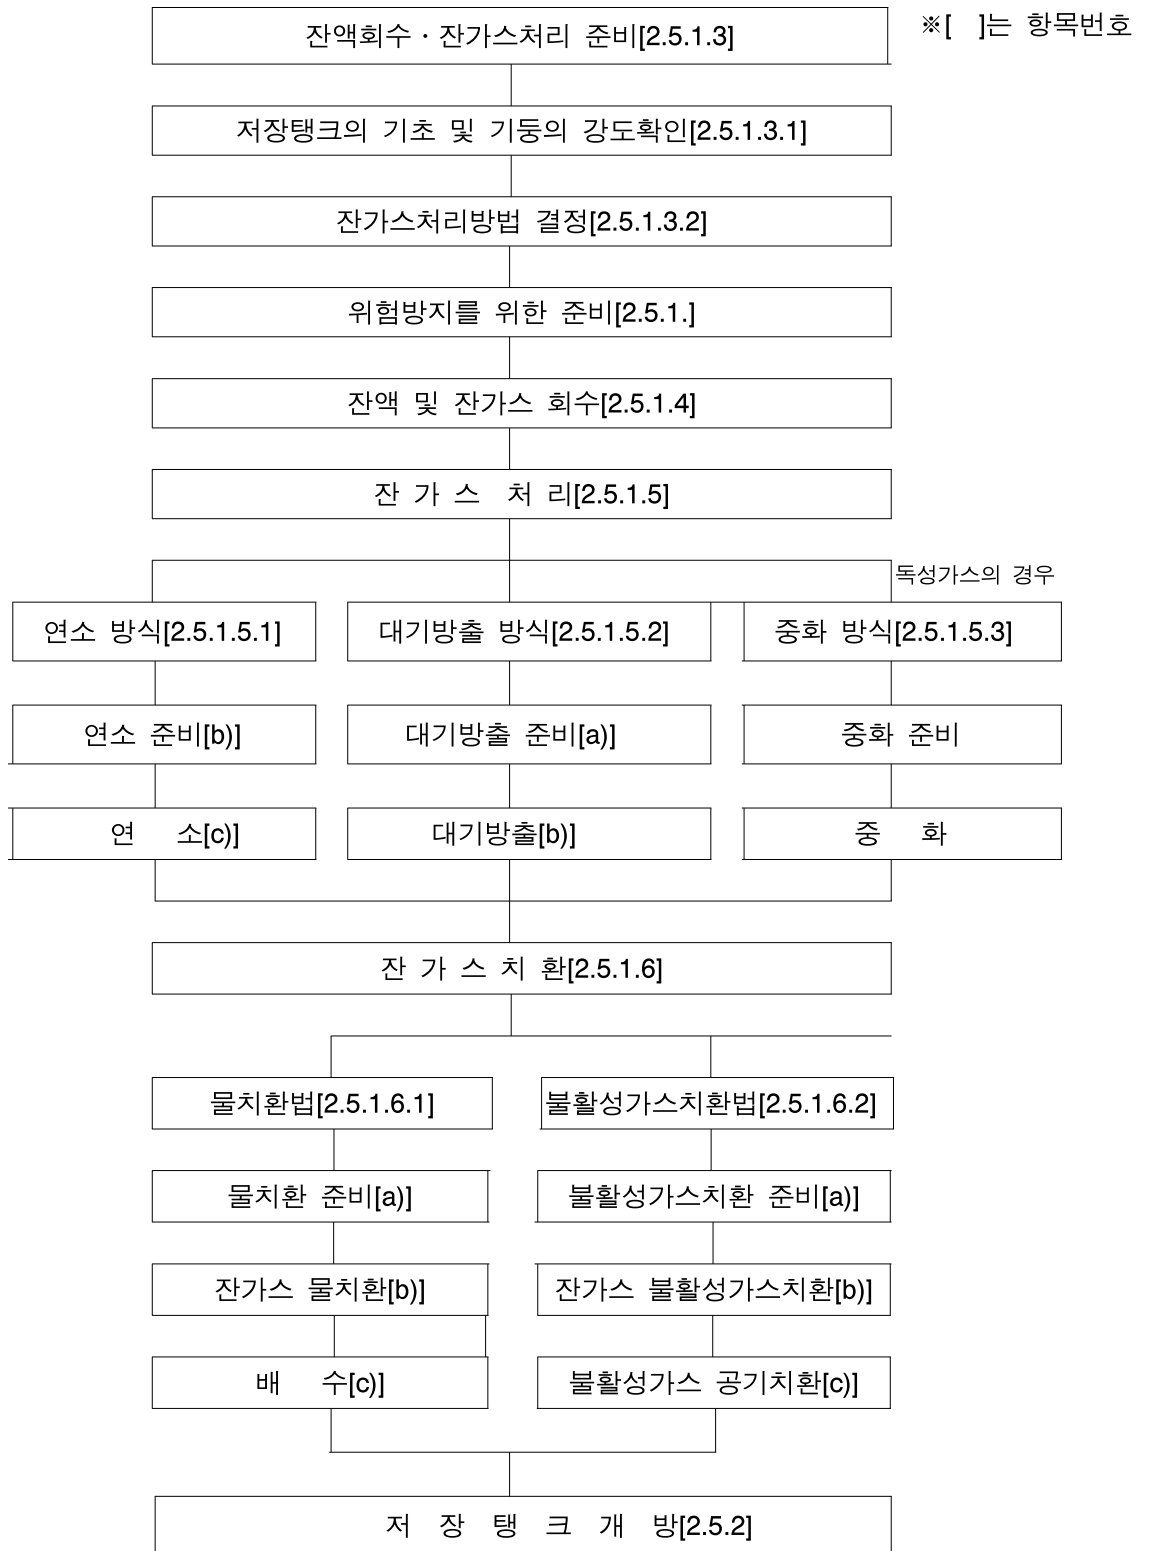 잔액회수·잔가스처리 준비[2.5.1.3]
※[ ]는 항목번호
저장탱크의 기초 및 기둥의 강도확인[2.5.1.3.1]
잔가스처리방법 결정[2.5.1.3.2]
위험방지를 위한 준비[2.5.1.]
잔액 및 잔가스 회수[2.5.1.4]
잔 가 스 처 리[2.5.1.5]
독성가스의 경우
연소 방식[2.5.1.5.1]
대기방출 방식[2.5.1.5.2]
중화 방식[2.5.1.5.3]
연소 준비[b)]
대기방출 준비[a)]
중화 준비
연 소[c)]
대기방출[b)]
중 화
잔 가 스 치 환[2.5.1.6]
물치환법[2.5.1.6.1]
불활성가스치환법[2.5.1.6.2]
물치환 준비[a)]
불활성가스치환 준비[a)]
잔가스 물치환[b)]
잔가스 불활성가스치환[b)]
배 수[c)]
불활성가스 공기치환[c)]
저 장 탱 크 개 방[2.5.2]